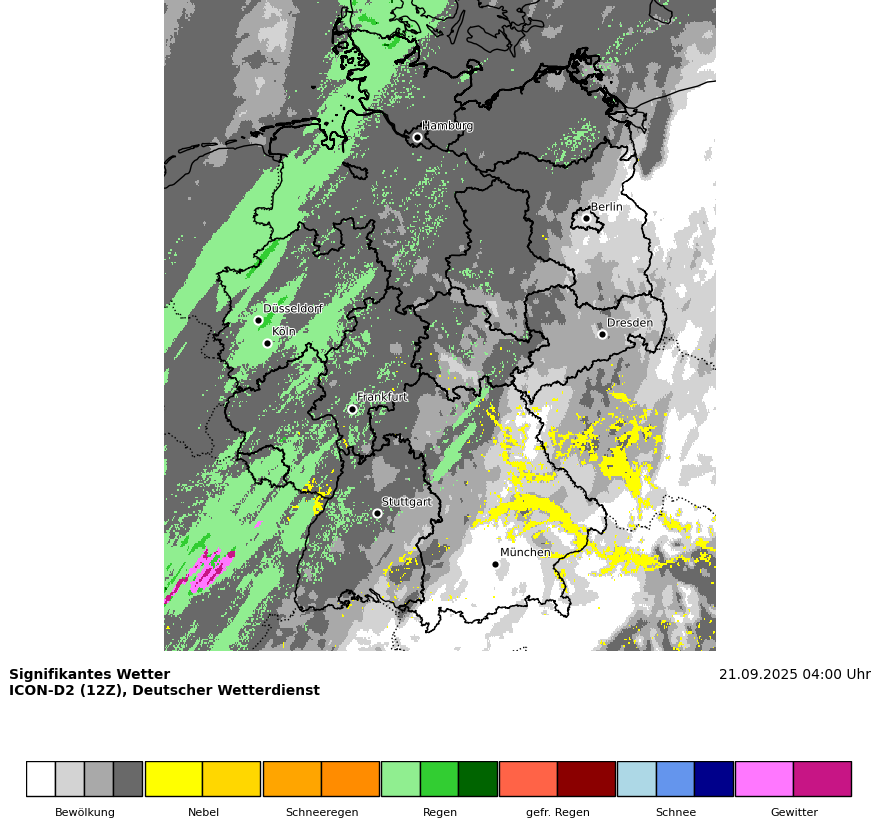 Hamburg
Berlin
Düsseldorf
Köln
Dresden
Frankfurt
Stuttgart
München
Signifikantes Wetter
21.09.2025 04:00 Uhr
ICON-D2 (12Z), Deutscher Wetterdienst
Bewölkung
Nebel
Schneeregen
Regen
gefr. Regen
Schnee
Gewitter